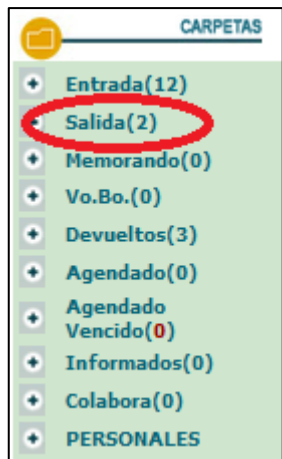 CARPETAS
Entrada(12)
Salida(2)
Memorando(0)
Vo.Bo.(0)
Devueltos(3)
Agendado(0)
Agendado
Vencido(0)
Informados(0)
Colabora(0)
PERSONALES